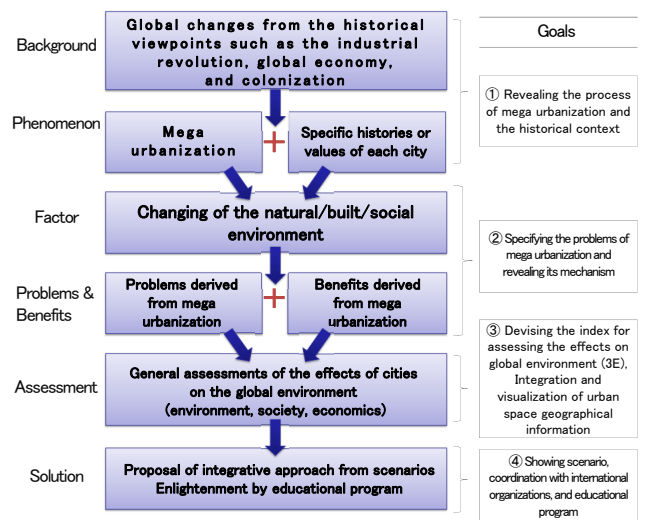 Background
Global changes from the historical
viewpoints such as the industrial
revolution, global economy,
and colonization
Goals
① Revealing the process
of mega urbanization and
the historical context
Phenomenon
Mega
urbanization
+
Specific histories or
values of each city
Factor
Changing of the natural/built/social
environment
② Specifying the problems of
mega urbanization and
revealing its mechanism
Problems &
Benefits
Problems derived
from mega
urbanization
+
Benefits derived
from mega
urbanization
③ Devising the index for
assessing the effects on
global environment (3E),
Integration and
visualization of urban
space geographical
information
Assessment
General assessments of the effects of cities
on the global environment
(environment, society, economics)
Solution
Proposal of integrative approach from scenarios
Enlightenment by educational program
④ Showing scenario,
coordination with international
organizations, and educational
program